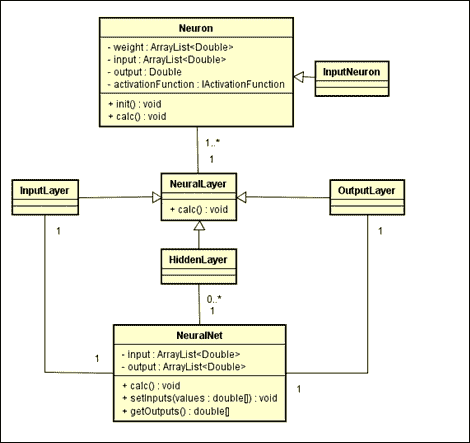 Neuron
- weight : ArrayList<Double>
- input : ArrayList<Double>
- output : Double
- activationFunction : IActivationFunction
+ init() : void
+ calc() : void
InputNeuron
1..*
1
InputLayer
NeuralLayer
+ calc() : void
OutputLayer
1
1
HiddenLayer
0..*
1
NeuralNet
- input : ArrayList<Double>
- output : ArrayList<Double>
+ calc() : void
+ setInputs(values : double[]) : void
+ getOutputs() : double[]
1
1